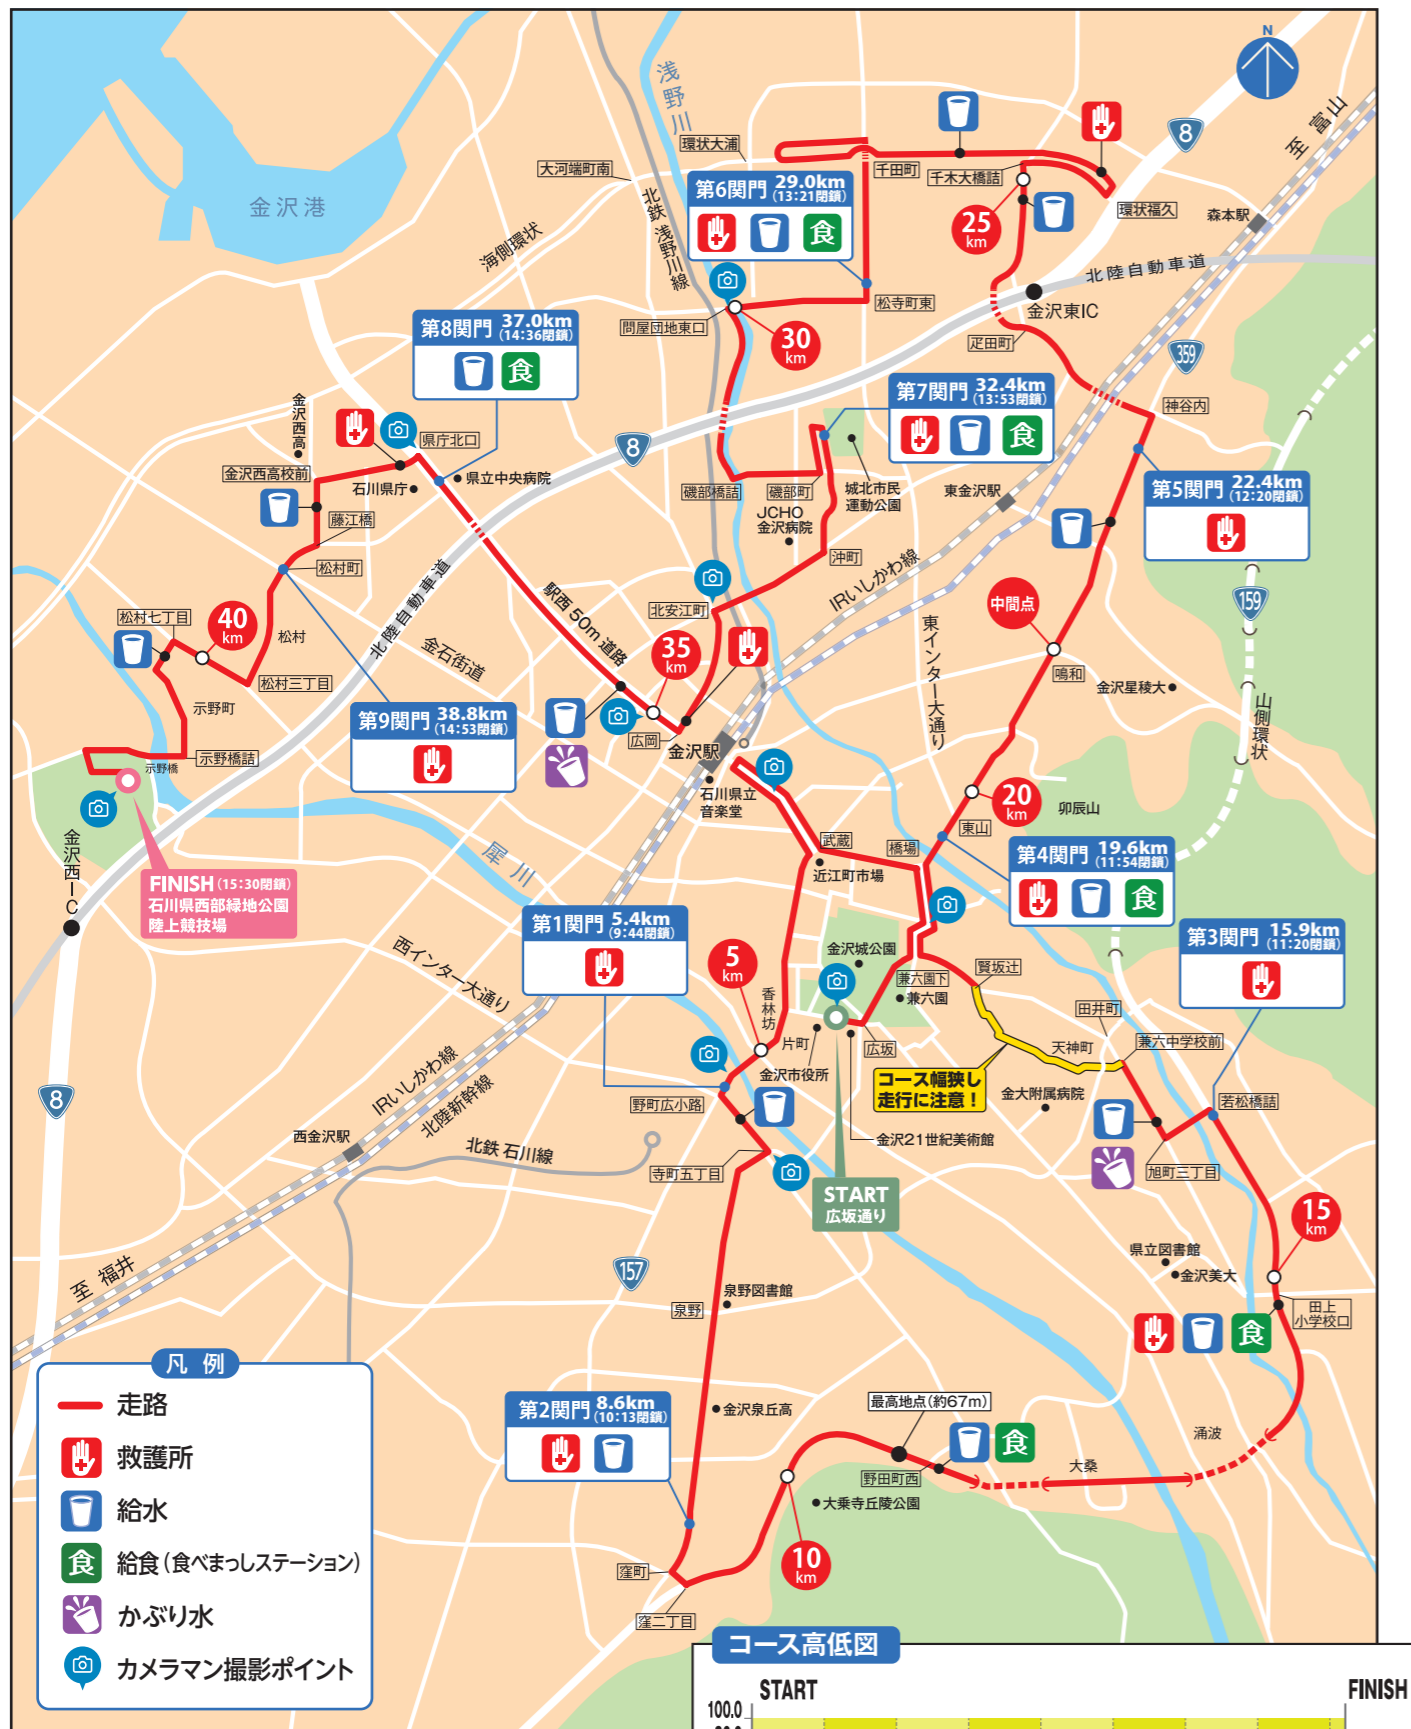 N
浅野川
環状大浦
大河端町南
千田町
千木大橋詰
8
至 富山
金沢港
第6関門 29.0km
(13:21閉鎖)
食
25
km
環状福久
森本駅
海側環状
北鉄 浅野川線
北陸自動車道
松寺町東
金沢東IC
問屋団地東口
30
km
疋田町
359
第8関門 37.0km
(14:36閉鎖)
食
第7関門 32.4km
(13:53閉鎖)
食
神谷内
金沢西高
県庁北口
8
金沢西高校前
石川県庁
県立中央病院
磯部橋詰
磯部町
城北市民
運動公園
東金沢駅
第5関門 22.4km
(12:20閉鎖)
JCHO
金沢病院
藤江橋
沖町
松村町
北陸自動車道
駅西50m道路
IRいしかわ線
159
松村七丁目
40
km
松村
北安江町
中間点
東インター大通り
金石街道
35
km
鳴和
松村三丁目
金沢星稜大
示野町
第9関門 38.8km
(14:53閉鎖)
広岡
金沢駅
山側環状
示野橋
示野橋詰
石川県立
音楽堂
20
km
卯辰山
武蔵
橋場
東山
金沢西IC
犀川
近江町市場
第4関門 19.6km
(11:54閉鎖)
食
FINISH (15:30閉鎖)
石川県西部緑地公園
陸上競技場
第1関門 5.4km
(9:44閉鎖)
第3関門 15.9km
(11:20閉鎖)
西インター大通り
5
km
金沢城公園
兼六園下
兼六園
賢坂辻
香林坊
田井町
片町
広坂
天神町
兼六中学校前
金沢市役所
コース幅狭し
走行に注意！
金大附属病院
8
IRいしかわ線
北陸新幹線
野町広小路
若松橋詰
西金沢駅
北鉄 石川線
金沢21世紀美術館
寺町五丁目
旭町三丁目
START
広坂通り
15
km
県立図書館
金沢美大
至 福井
157
泉野図書館
泉野
田上
小学校口
食
凡 例
走路
救護所
給水
食
給食(食べまっしステーション)
かぶり水
カメラマン撮影ポイント
第2関門 8.6km
(10:13閉鎖)
金沢泉丘高
最高地点(約67m)
食
涌波
大桑
野田町西
大乗寺丘陵公園
10
km
窪町
窪二丁目
コース高低図
START
FINISH
100.0